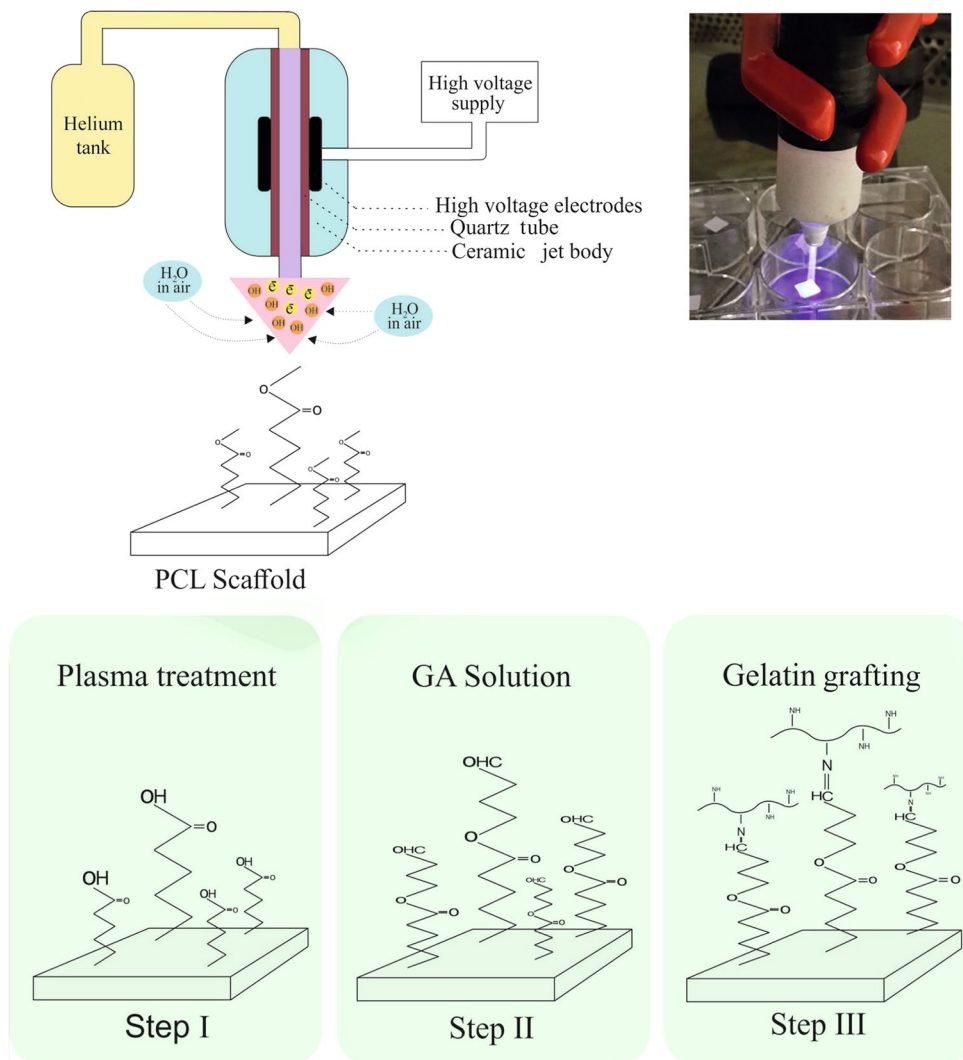 Helium
tank
High voltage
supply
High voltage electrodes
Quartz tube
Ceramic jet body
H₂O
in air
OH ē ē ē OH
OH ē OH
OH OH
OH
H₂O
in air
O
O
O
O
O
O
O
O
PCL Scaffold
Plasma treatment
OH
O
OH
O
OH
O
OH
O
Step I
GA Solution
OHC
O
O
OHC
O
O
OHC
O
O
OHC
O
O
Step II
Gelatin grafting
NH
NH
NH
N
HC
O
O
NH
NH
NH
N
HC
O
O
NH
NH
NH
N
HC
O
O
Step III